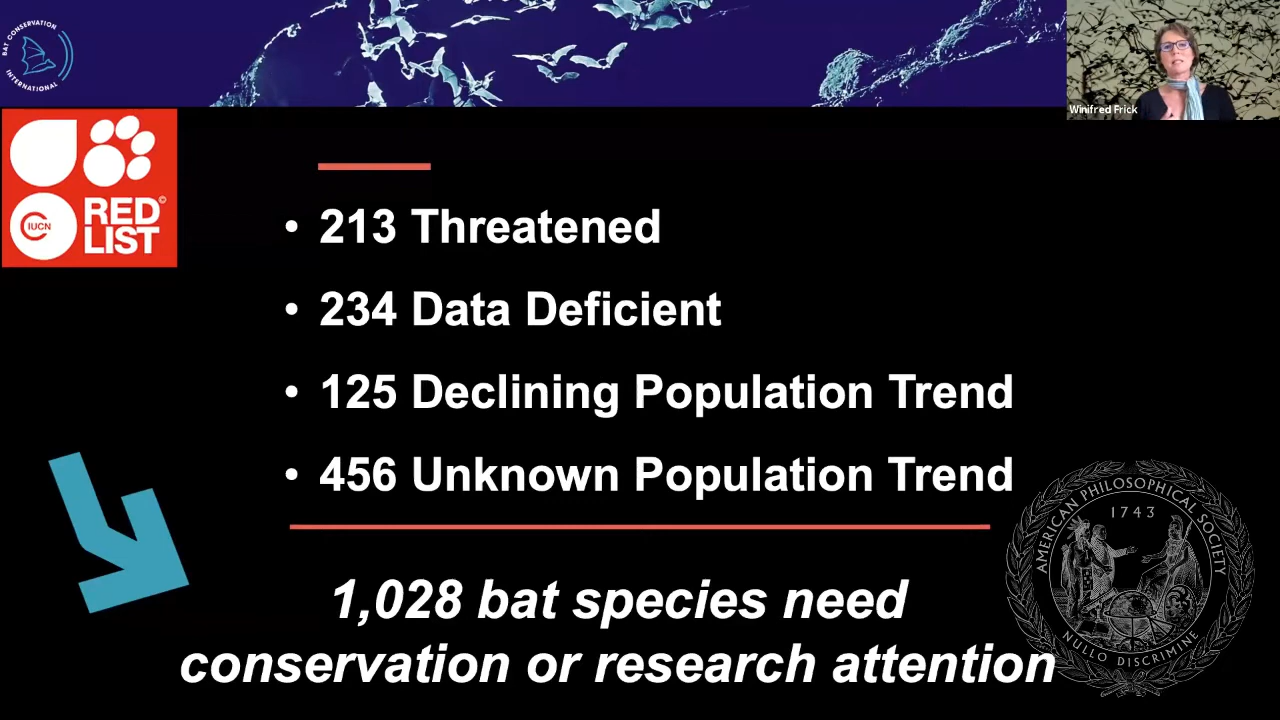 BAT CONSERVATION
INTERNATIONAL
Winifred Frick
IUCN
RED
LIST
©
• 213 Threatened
• 234 Data Deficient
• 125 Declining Population Trend
• 456 Unknown Population Trend
1,028 bat species need
conservation or research attention
AMERICAN PHILOSOPHICAL SOCIETY
1743
NULLO DISCRIMINE